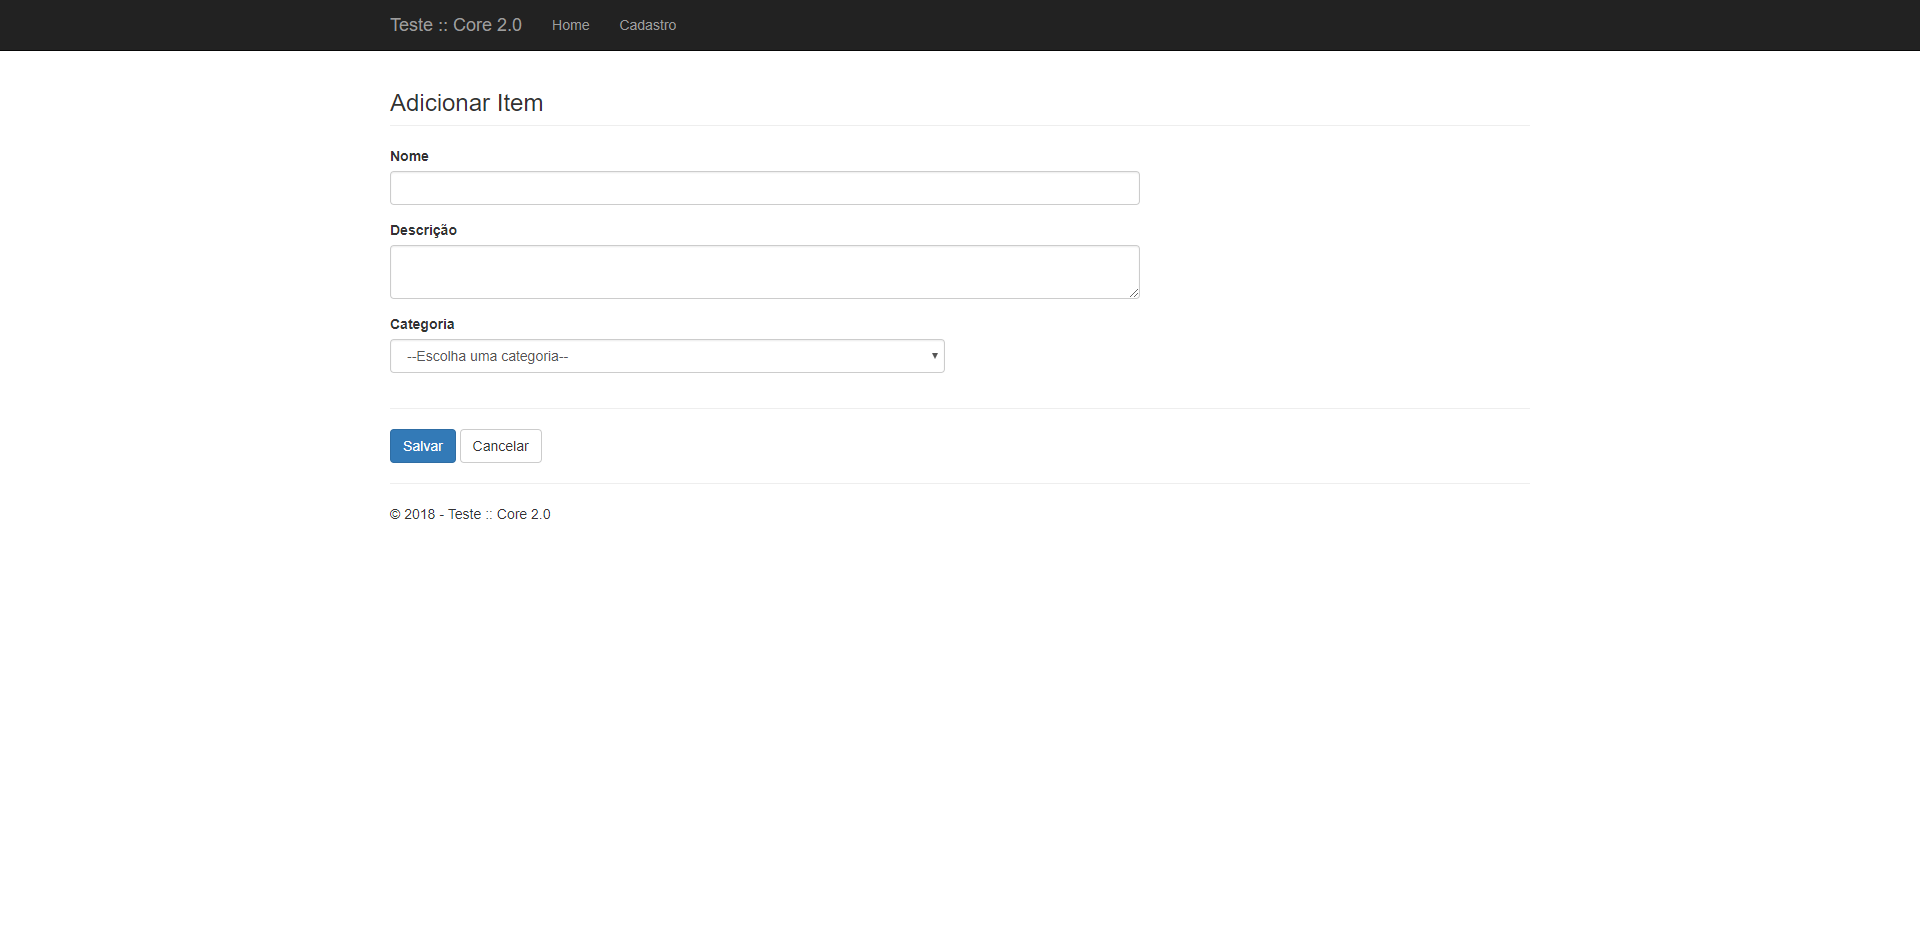 Teste :: Core 2.0 Home Cadastro
Adicionar Item
Nome
Descrição
Categoria
--Escolha uma categoria--
Salvar Cancelar
© 2018 - Teste :: Core 2.0